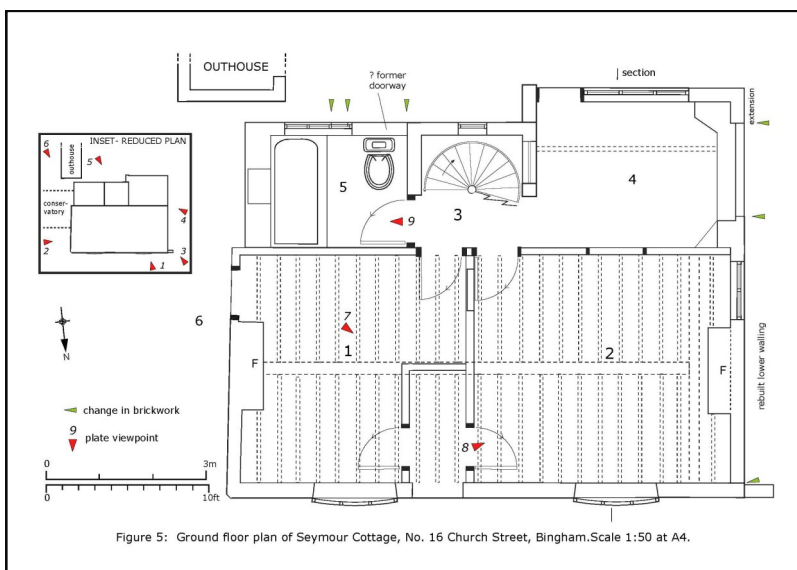 OUTHOUSE
? former
doorway
section
extension
INSET- REDUCED PLAN
6
outhouse
5
conser-
vatory
4
2
3
1
5
9
3
4
6
N
7
1
2
F
F
rebuilt lower walling
8
change in brickwork
9
plate viewpoint
0 3m
0 10ft
Figure 5: Ground floor plan of Seymour Cottage, No. 16 Church Street, Bingham.Scale 1:50 at A4.